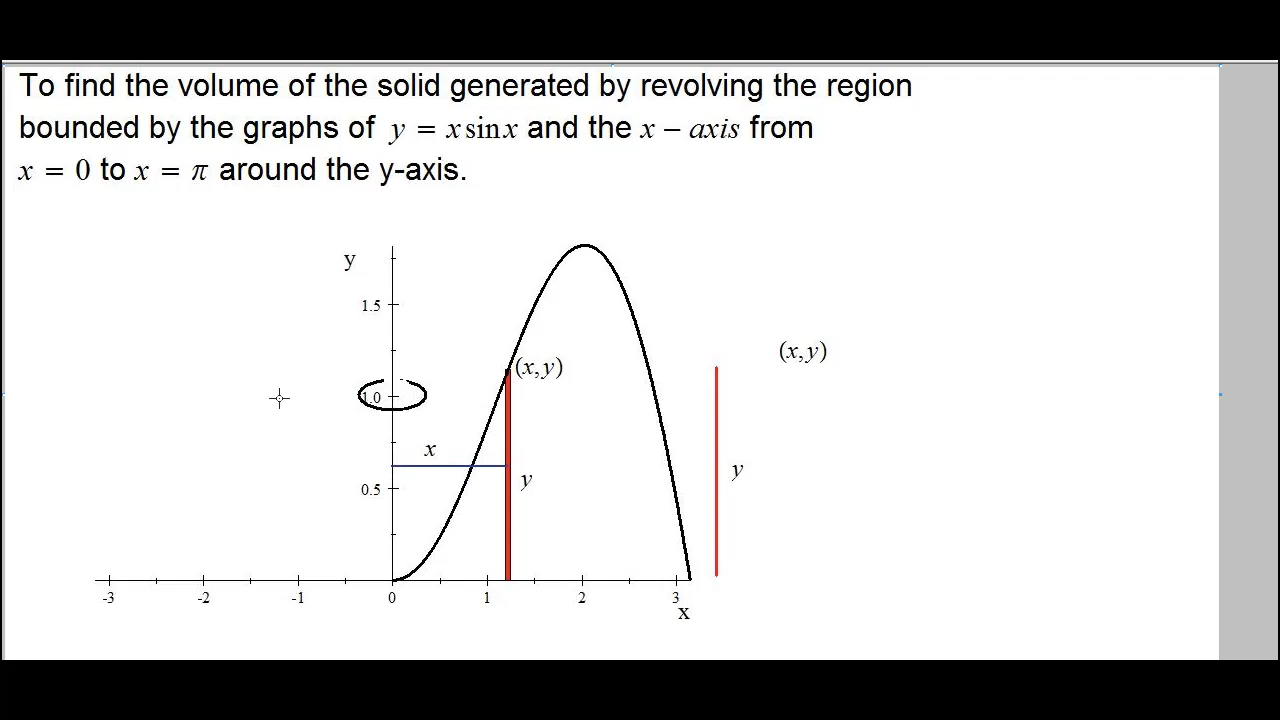 To find the volume of the solid generated by revolving the region
bounded by the graphs of y = x sin x and the x − axis from
x = 0 to x = π around the y-axis.
y
1.5
(x, y)
(x, y)
1.0
x
y
y
0.5
-3 -2 -1 0 1 2 3
x